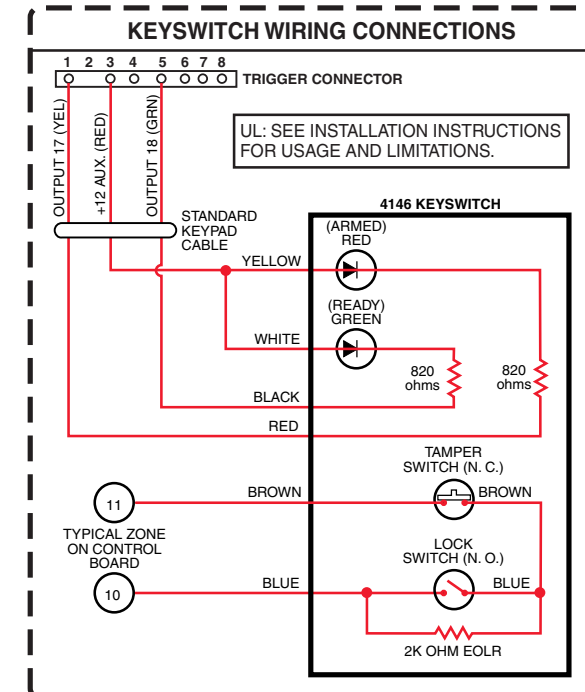 KEYSWITCH WIRING CONNECTIONS
1 2 3 4 5 6 7 8
TRIGGER CONNECTOR
OUTPUT 17 (YEL)
+12 AUX. (RED)
OUTPUT 18 (GRN)
UL: SEE INSTALLATION INSTRUCTIONS
FOR USAGE AND LIMITATIONS.
STANDARD
KEYPAD
CABLE
4146 KEYSWITCH
(ARMED)
RED
YELLOW
(READY)
GREEN
WHITE
820
ohms
820
ohms
BLACK
RED
TAMPER
SWITCH (N. C.)
11
BROWN
BROWN
TYPICAL ZONE
ON CONTROL
BOARD
LOCK
SWITCH (N. O.)
10
BLUE
BLUE
2K OHM EOLR